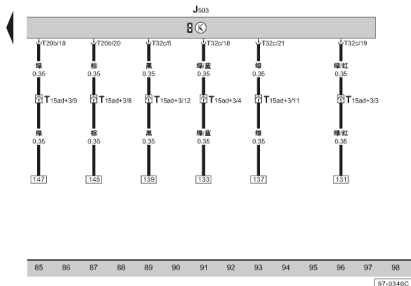 J503
T20b/18 T20b/20 T32c/5 T32c/18 T32c/21 T32c/19
绿 棕 黑 绿/蓝 绿 绿/红
0.35 0.35 0.35 0.35 0.35 0.35
T15ad+3/9 T15ad+3/8 T15ad+3/12 T15ad+3/4 T15ad+3/11 T15ad+3/3
绿 棕 黑 绿/蓝 绿 绿/红
0.35 0.35 0.35 0.35 0.35 0.35
147 145 139 133 137 131
85 86 87 88 89 90 91 92 93 94 95 96 97 98
97-0346C